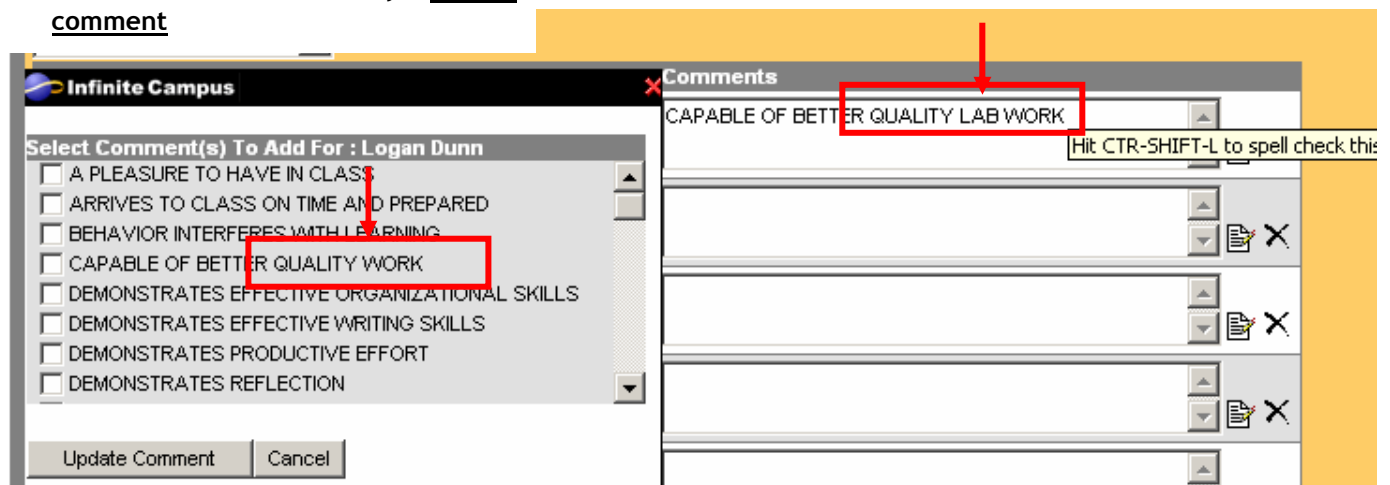 comment
Infinite Campus
Comments
CAPABLE OF BETTER QUALITY LAB WORK
Hit CTR-SHIFT-L to spell check this
Select Comment(s) To Add For : Logan Dunn
A PLEASURE TO HAVE IN CLASS
ARRIVES TO CLASS ON TIME AND PREPARED
BEHAVIOR INTERFERES WITH LEARNING
CAPABLE OF BETTER QUALITY WORK
DEMONSTRATES EFFECTIVE ORGANIZATIONAL SKILLS
DEMONSTRATES EFFECTIVE WRITING SKILLS
DEMONSTRATES PRODUCTIVE EFFORT
DEMONSTRATES REFLECTION
Update Comment
Cancel